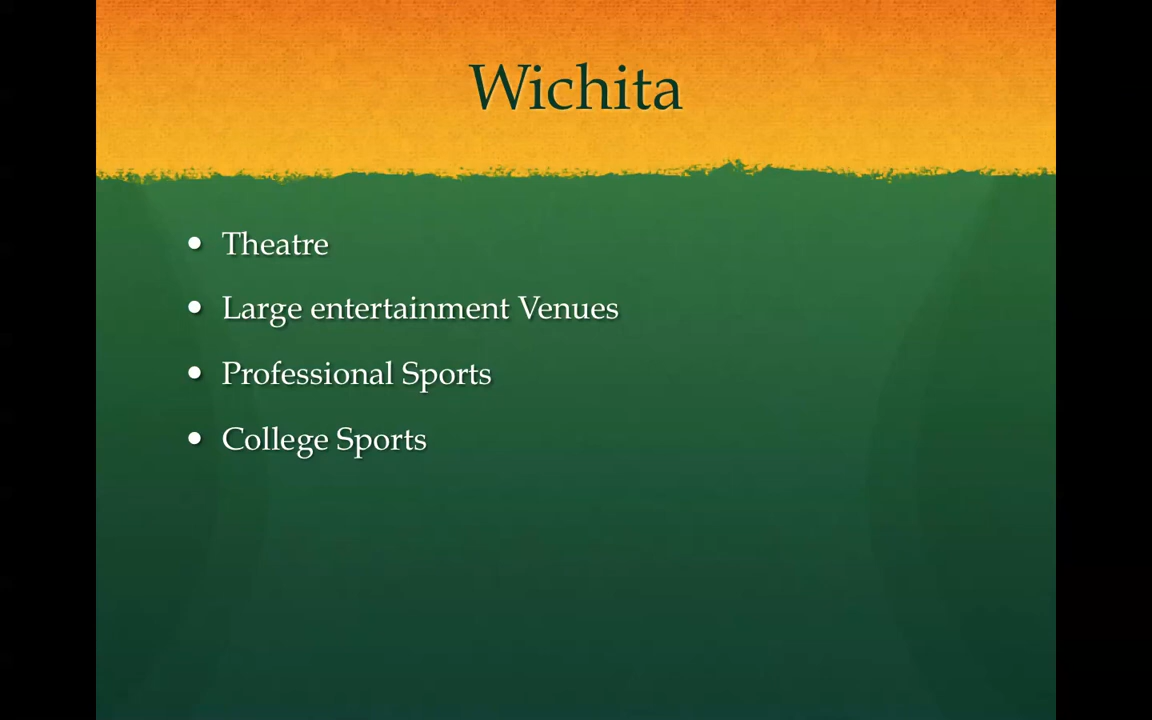 Wichita
• Theatre
• Large entertainment Venues
• Professional Sports
• College Sports